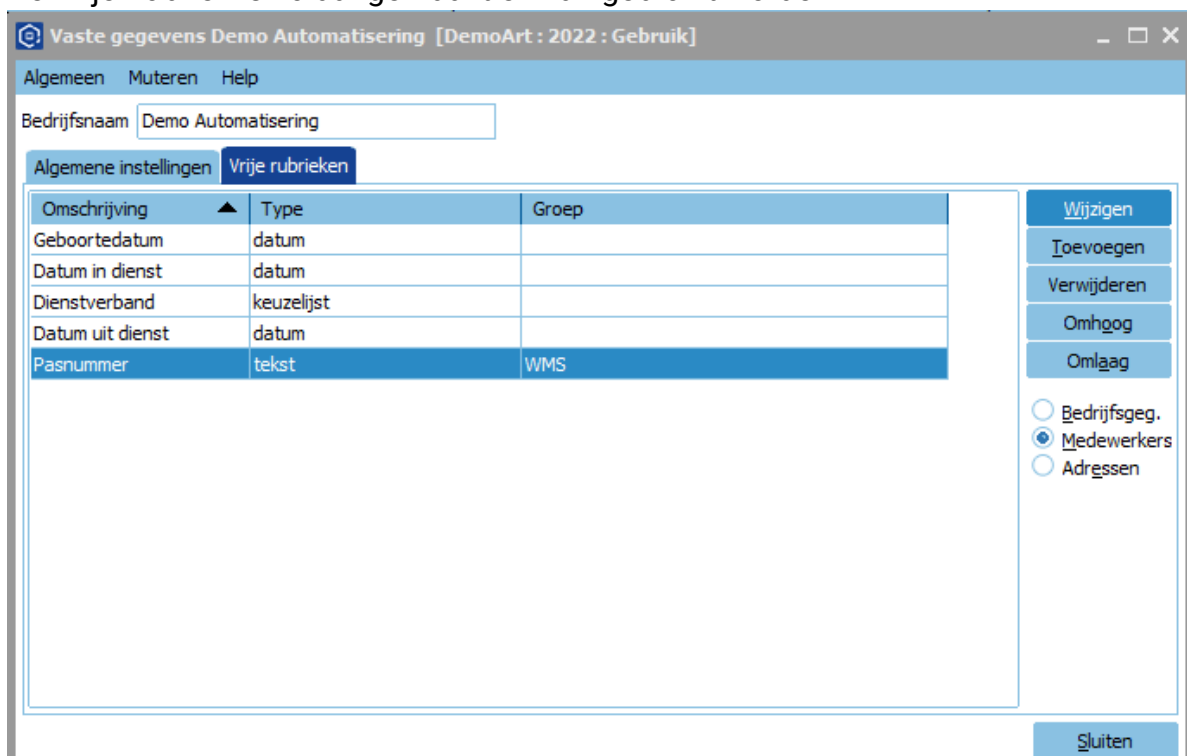 Vaste gegevens Demo Automatisering [DemoArt : 2022 : Gebruik]
Algemeen Muteren Help
Bedrijfsnaam Demo Automatisering
Algemene instellingen Vrije rubrieken
Omschrijving Type Groep
Geboortedatum datum
Datum in dienst datum
Dienstverband keuzelijst
Datum uit dienst datum
Pasnummer tekst WMS
Wijzigen
Toevoegen
Verwijderen
Omhoog
Omlaag
Bedrijfsgeg.
Medewerkers
Adressen
Sluiten